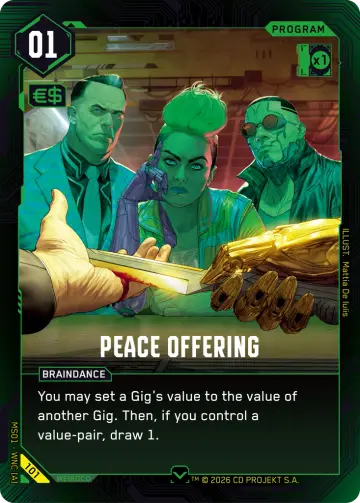 01
PROGRAM
x1
€$
ILLUST. Mattia De Iulis
PEACE OFFERING
BRAINDANCE
You may set a Gig's value to the value of
another Gig. Then, if you control a
value-pair, draw 1.
101
™ © 2026 CD PROJEKT S.A.